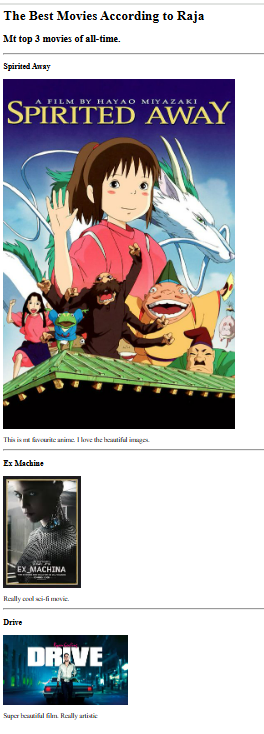 The Best Movies According to Raja
Mt top 3 movies of all-time.
Spirited Away
A FILM BY HAYAO MIYAZAKI
SPIRITED AWAY
This is mt favourite anime. I love the beautiful images.
Ex Machine
EX_MACHINA
Really cool sci-fi movie.
Drive
DRIVE
Super beautiful film. Really artistic